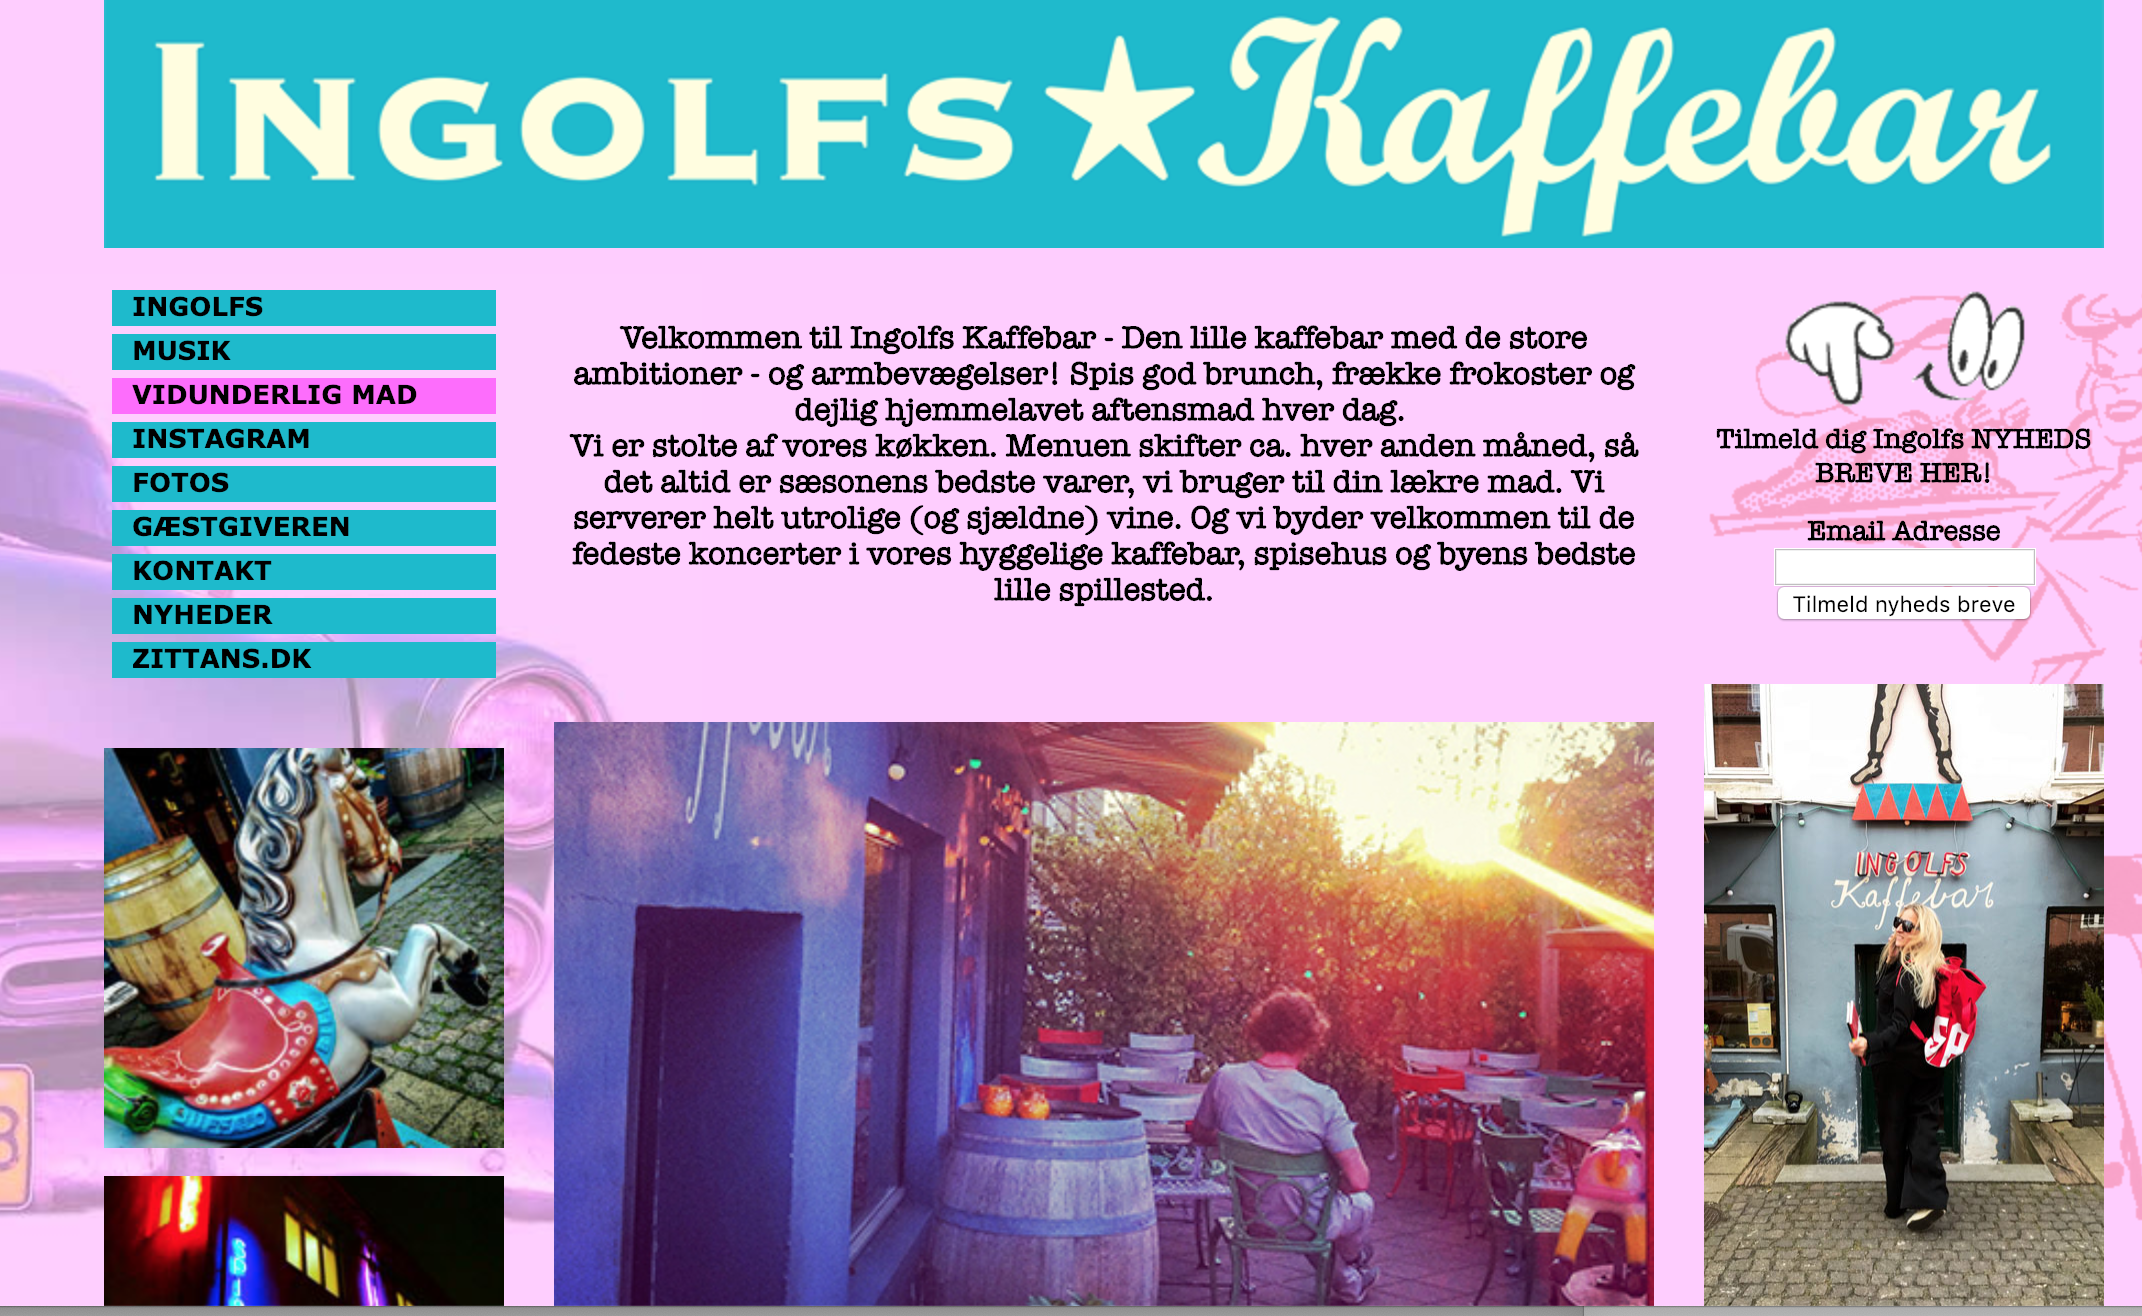 INGOLFS★Kaffebar
INGOLFS
MUSIK
VIDUNDERLIG MAD
INSTAGRAM
FOTOS
GÆSTGIVEREN
KONTAKT
NYHEDER
ZITTANS.DK
Velkommen til Ingolfs Kaffebar - Den lille kaffebar med de store
ambitioner - og armbevægelser! Spis god brunch, frække frokoster og
dejlig hjemmelavet aftensmad hver dag.
Vi er stolte af vores køkken. Menuen skifter ca. hver anden måned, så
det altid er sæsonens bedste varer, vi bruger til din lækre mad. Vi
serverer helt utrolige (og sjældne) vine. Og vi byder velkommen til de
fedeste koncerter i vores hyggelige kaffebar, spisehus og byens bedste
lille spillested.
Tilmeld dig Ingolfs NYHEDS
BREVE HER!
Email Adresse
Tilmeld nyheds breve
INGOLFS
Kaffebar